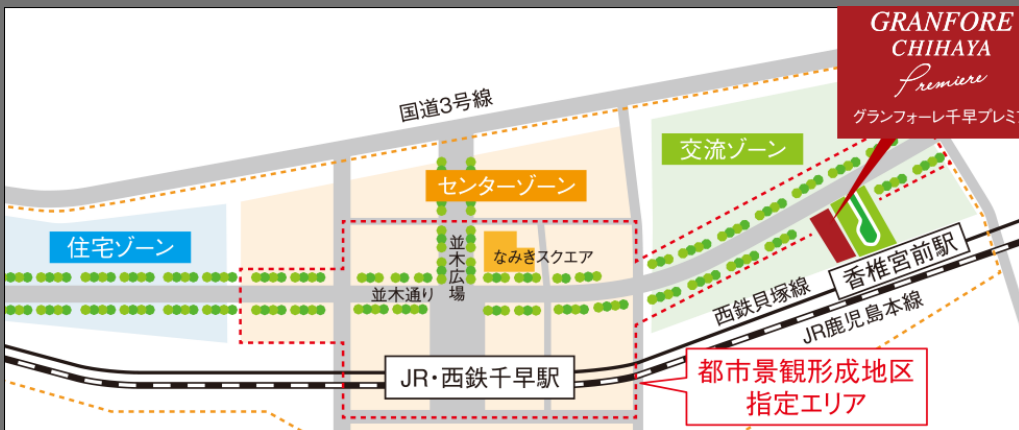 GRANFORE
CHIHAYA
Premiere
グランフォーレ千早プレミ
国道3号線
交流ゾーン
センターゾーン
住宅ゾーン
並木広場
なみきスクエア
並木通り
香椎宮前駅
西鉄貝塚線
JR鹿児島本線
JR・西鉄千早駅
都市景観形成地区
指定エリア